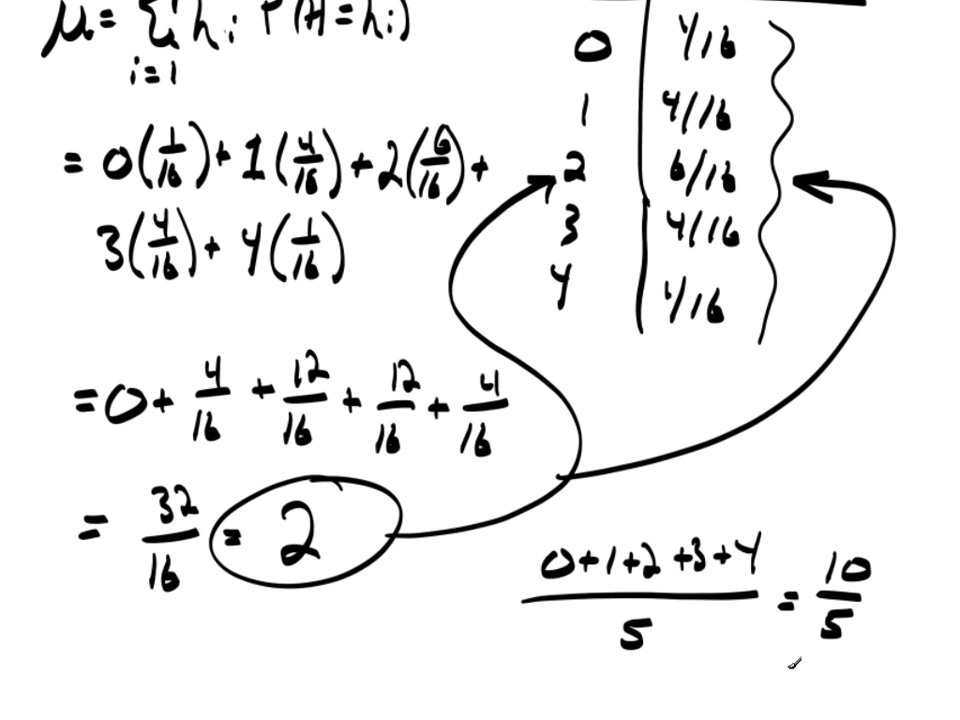 μ = Σ hᵢ P(H = hᵢ)
i = 1
= 0(1/16) + 1(4/16) + 2(6/16) +
3(4/16) + 4(1/16)
= 0 + 4/16 + 12/16 + 12/16 + 4/16
= 32/16 = 2
0 1/16
1 4/16
2 6/16
3 4/16
4 1/16
(0+1+2+3+4)/5 = 10/5